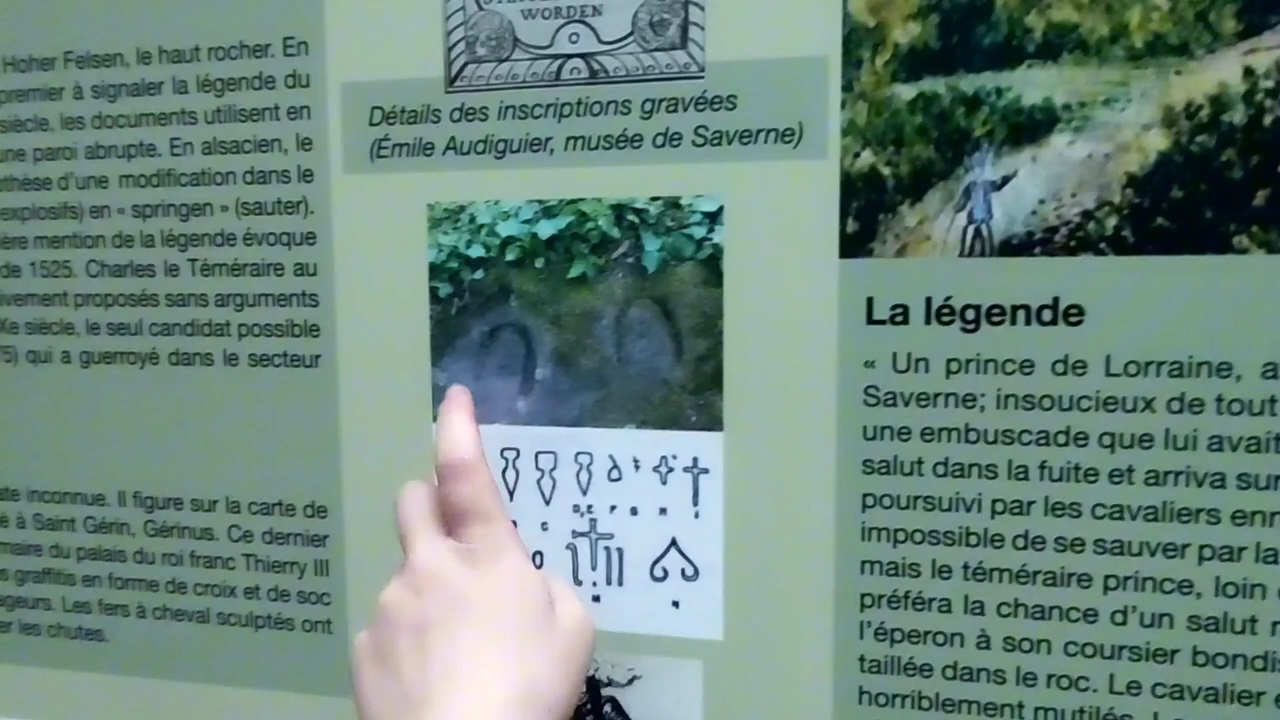 Hoher Felsen, le haut rocher. En
premier à signaler la légende du
siècle, les documents utilisent en
une paroi abrupte. En alsacien, le
thèse d'une modification dans le
explosifs) en « springen » (sauter).
ère mention de la légende évoque
de 1525. Charles le Téméraire au
ivement proposés sans arguments
Xe siècle, le seul candidat possible
5) qui a guerroyé dans le secteur
te inconnue. Il figure sur la carte de
é à Saint Gérin, Gérinus. Ce dernier
maire du palais du roi franc Thierry III
s graffitis en forme de croix et de soc
ageurs. Les fers à cheval sculptés ont
er les chutes.
WORDEN
Détails des inscriptions gravées
(Émile Audiguier, musée de Saverne)
La légende
« Un prince de Lorraine, a
Saverne; insoucieux de tout
une embuscade que lui avait
salut dans la fuite et arriva sur
poursuivi par les cavaliers enn
impossible de se sauver par la
mais le téméraire prince, loin
préféra la chance d'un salut
l'éperon à son coursier bondi
taillée dans le roc. Le cavalier
horriblement mutilés.